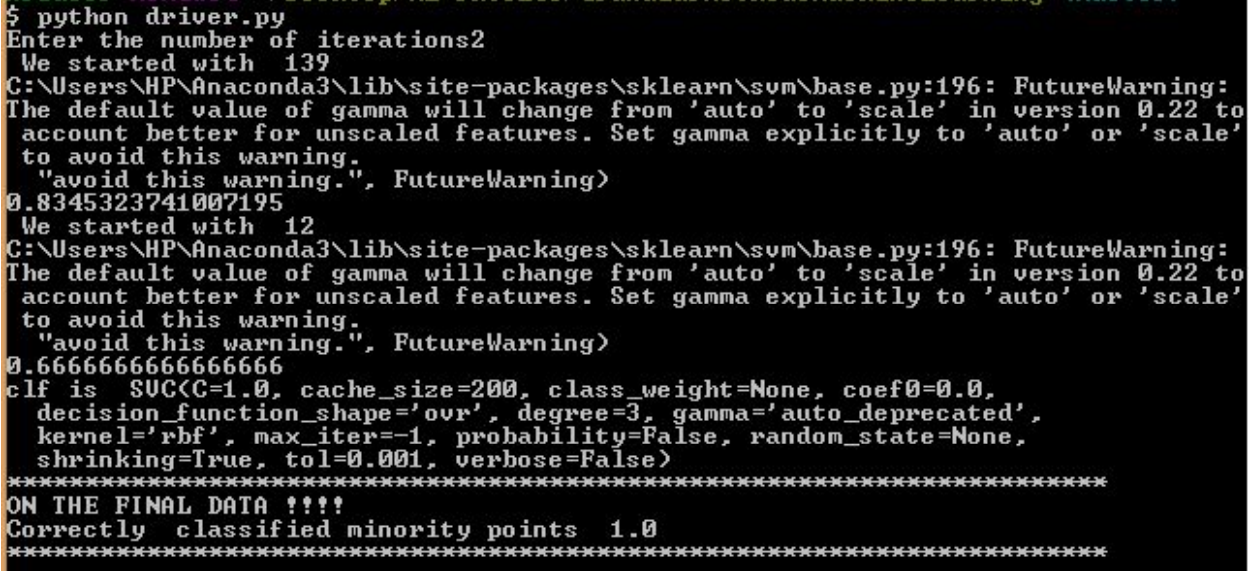 $ python driver.py
Enter the number of iterations2
We started with 139
C:\Users\HP\Anaconda3\lib\site-packages\sklearn\svm\base.py:196: FutureWarning:
The default value of gamma will change from 'auto' to 'scale' in version 0.22 to
account better for unscaled features. Set gamma explicitly to 'auto' or 'scale'
to avoid this warning.
"avoid this warning.", FutureWarning)
0.8345323741007195
We started with 12
C:\Users\HP\Anaconda3\lib\site-packages\sklearn\svm\base.py:196: FutureWarning:
The default value of gamma will change from 'auto' to 'scale' in version 0.22 to
account better for unscaled features. Set gamma explicitly to 'auto' or 'scale'
to avoid this warning.
"avoid this warning.", FutureWarning)
0.6666666666666666
clf is SVC(C=1.0, cache_size=200, class_weight=None, coef0=0.0,
decision_function_shape='ovr', degree=3, gamma='auto_deprecated',
kernel='rbf', max_iter=-1, probability=False, random_state=None,
shrinking=True, tol=0.001, verbose=False)
************************************************************************
ON THE FINAL DATA !!!!
Correctly classified minority points 1.0
************************************************************************